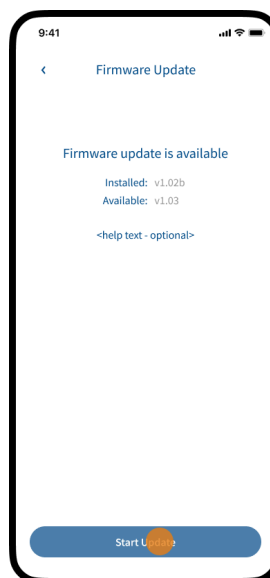 9:41
Firmware Update
Firmware update is available
Installed: v1.02b
Available: v1.03
<help text - optional>
Start Update